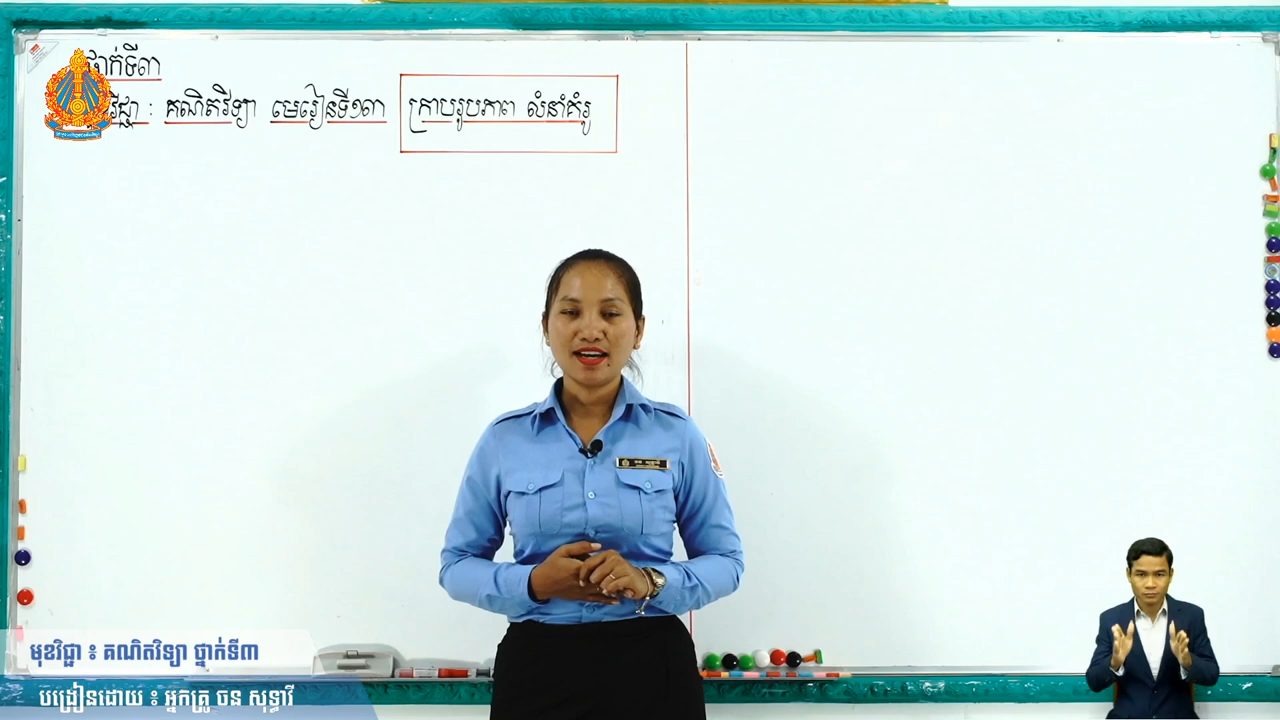 ថ្នាក់ទី៣
មុខវិជ្ជា : គណិតវិទ្យា មេរៀនទី១៣ ក្រាបរូបភាព លំនាំគំរូ
មុខវិជ្ជា ៖ គណិតវិទ្យា ថ្នាក់ទី៣
បង្រៀនដោយ ៖ អ្នកគ្រូ ចន សុទ្ធាវី